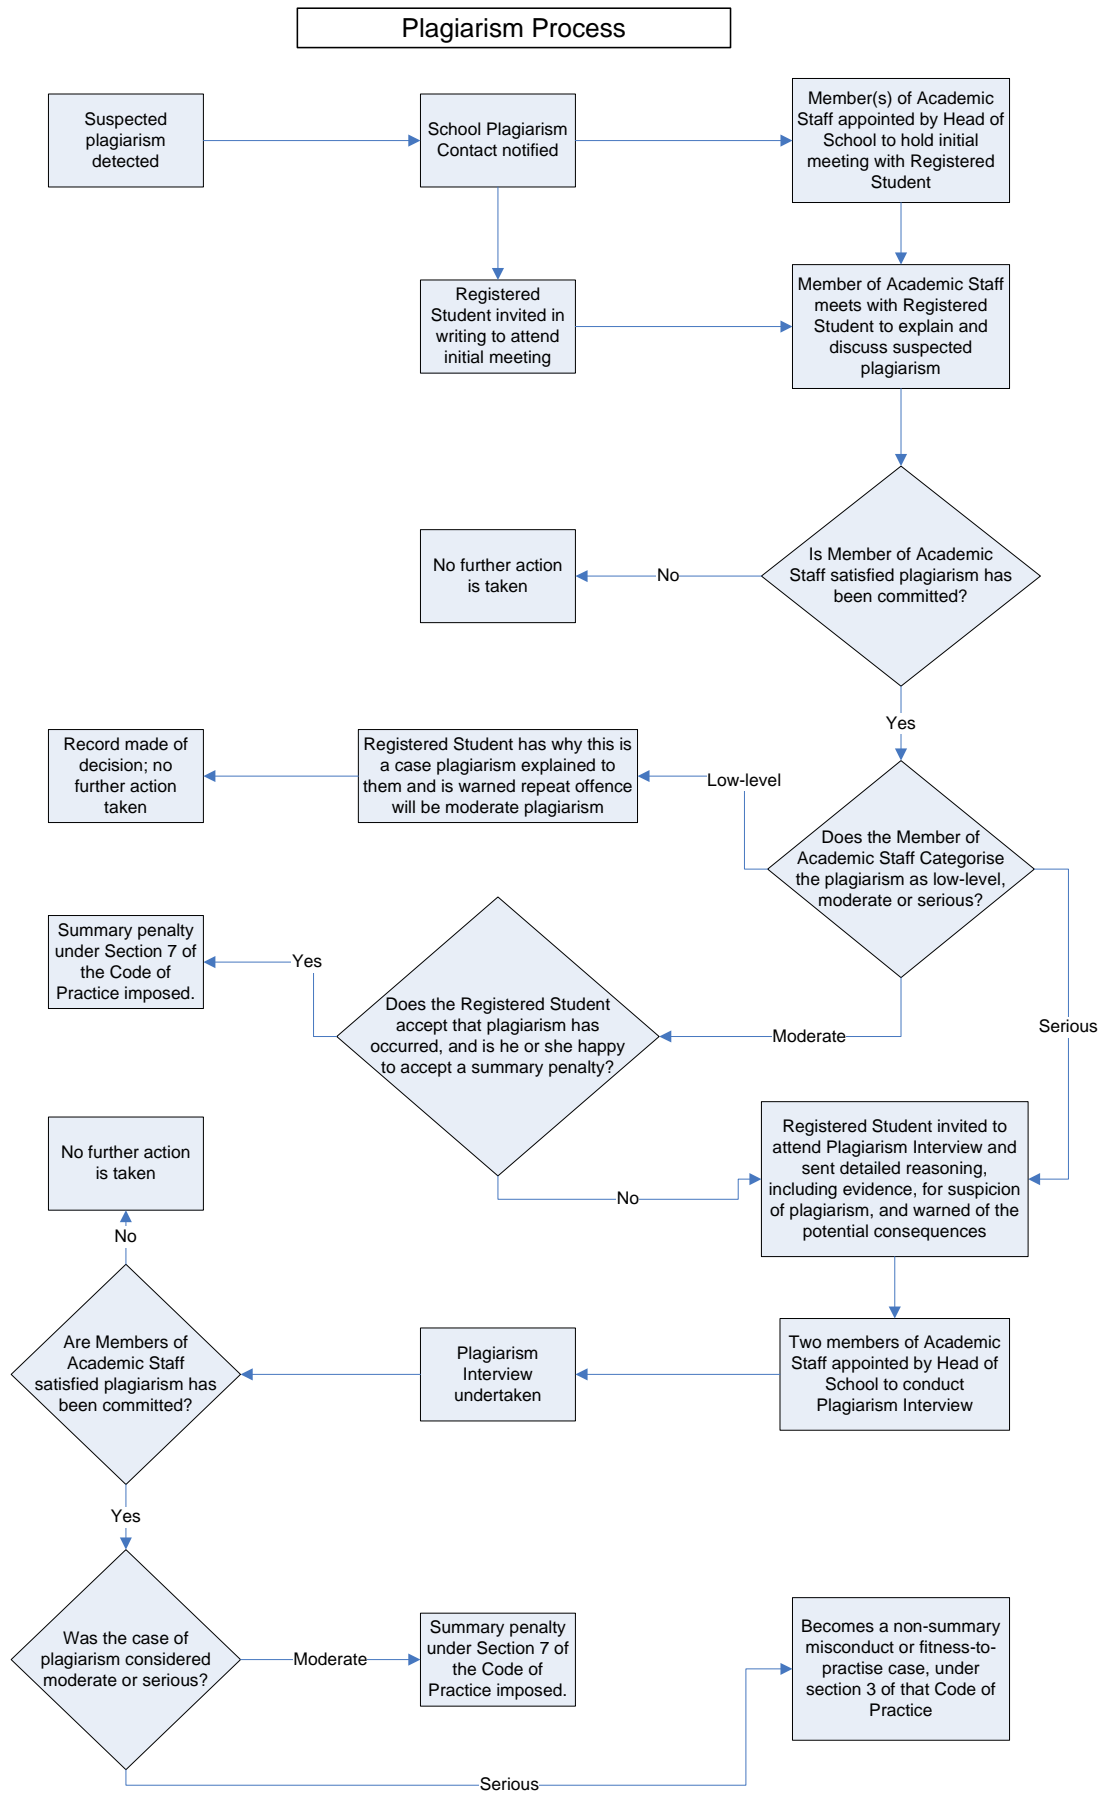 Plagiarism Process
Suspected
plagiarism
detected
School Plagiarism
Contact notified
Member(s) of Academic
Staff appointed by Head of
School to hold initial
meeting with Registered
Student
Registered
Student invited in
writing to attend
initial meeting
Member of Academic Staff
meets with Registered
Student to explain and
discuss suspected
plagiarism
Is Member of Academic
Staff satisfied plagiarism has
been committed?
No
No further action
is taken
Yes
Does the Member of
Academic Staff Categorise
the plagiarism as low-level,
moderate or serious?
Low-level
Registered Student has why this is
a case plagiarism explained to
them and is warned repeat offence
will be moderate plagiarism
Record made of
decision; no
further action
taken
Moderate
Does the Registered Student
accept that plagiarism has
occurred, and is he or she happy
to accept a summary penalty?
Yes
Summary penalty
under Section 7 of
the Code of
Practice imposed.
No
Serious
Registered Student invited to
attend Plagiarism Interview and
sent detailed reasoning,
including evidence, for suspicion
of plagiarism, and warned of the
potential consequences
Two members of Academic
Staff appointed by Head of
School to conduct
Plagiarism Interview
Plagiarism
Interview
undertaken
Are Members of
Academic Staff
satisfied plagiarism has
been committed?
No
No further action
is taken
Yes
Was the case of
plagiarism considered
moderate or serious?
Moderate
Summary penalty
under Section 7 of
the Code of
Practice imposed.
Serious
Becomes a non-summary
misconduct or fitness-to-
practise case, under
section 3 of that Code of
Practice